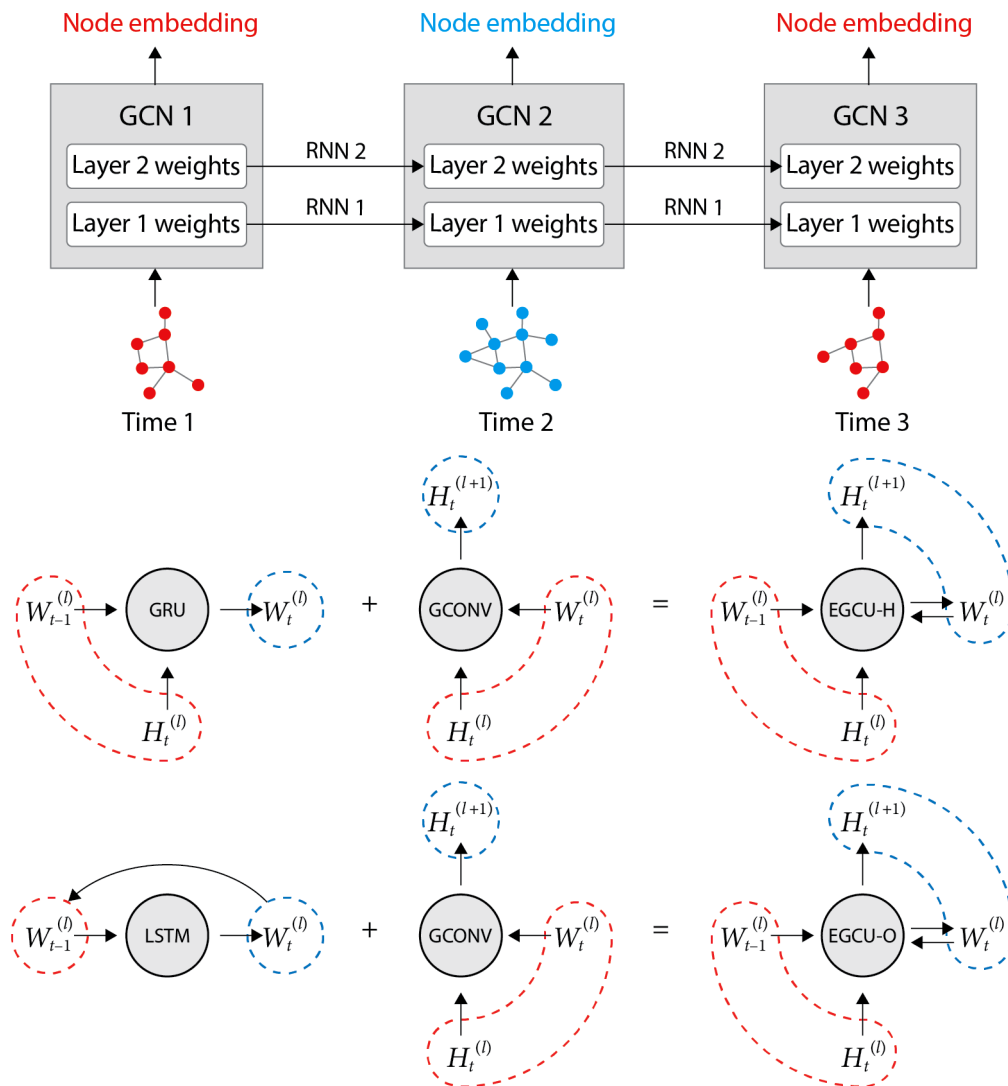 Node embedding Node embedding Node embedding
GCN 1 GCN 2 GCN 3
Layer 2 weights RNN 2 Layer 2 weights RNN 2 Layer 2 weights
Layer 1 weights RNN 1 Layer 1 weights RNN 1 Layer 1 weights
Time 1 Time 2 Time 3
H_t^{(l+1)} H_t^{(l+1)}
W_{t-1}^{(l)} GRU W_t^{(l)} + GCONV W_t^{(l)} = W_{t-1}^{(l)} EGCU-H W_t^{(l)}
H_t^{(l)} H_t^{(l)} H_t^{(l)}
H_t^{(l+1)} H_t^{(l+1)}
W_{t-1}^{(l)} LSTM W_t^{(l)} + GCONV W_t^{(l)} = W_{t-1}^{(l)} EGCU-O W_t^{(l)}
H_t^{(l)} H_t^{(l)}